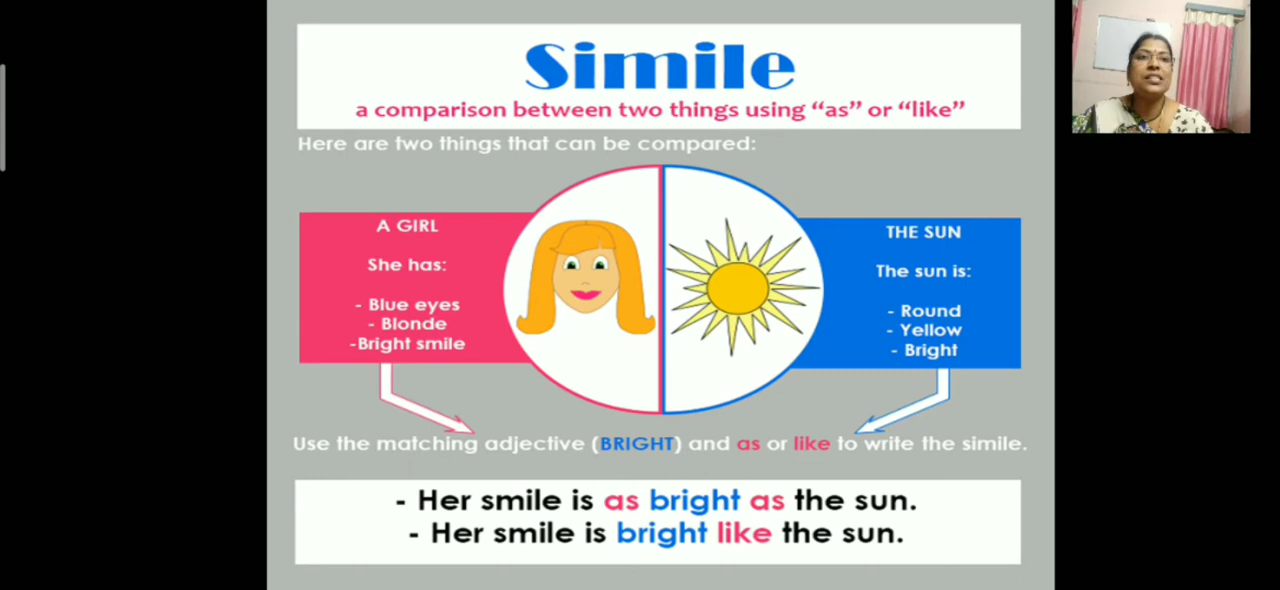 Simile
a comparison between two things using “as” or “like”
Here are two things that can be compared:
A GIRL
She has:
- Blue eyes
- Blonde
-Bright smile
THE SUN
The sun is:
- Round
- Yellow
- Bright
Use the matching adjective (BRIGHT) and as or like to write the simile.
- Her smile is as bright as the sun.
- Her smile is bright like the sun.